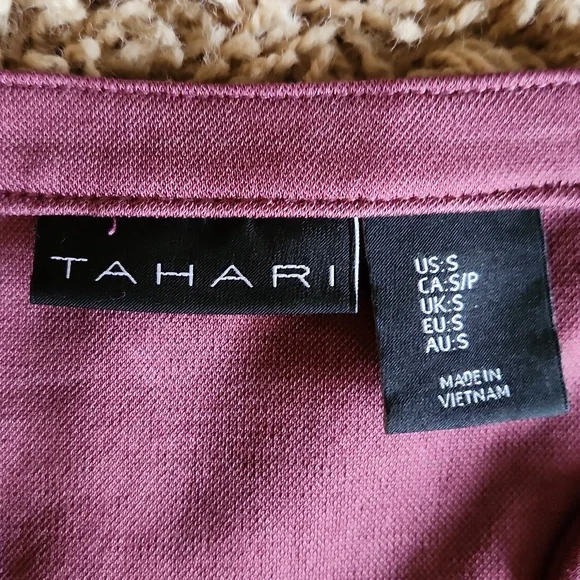 TAHARI
US:S
CA:S/P
UK:S
EU:S
AU:S
MADE IN
VIETNAM